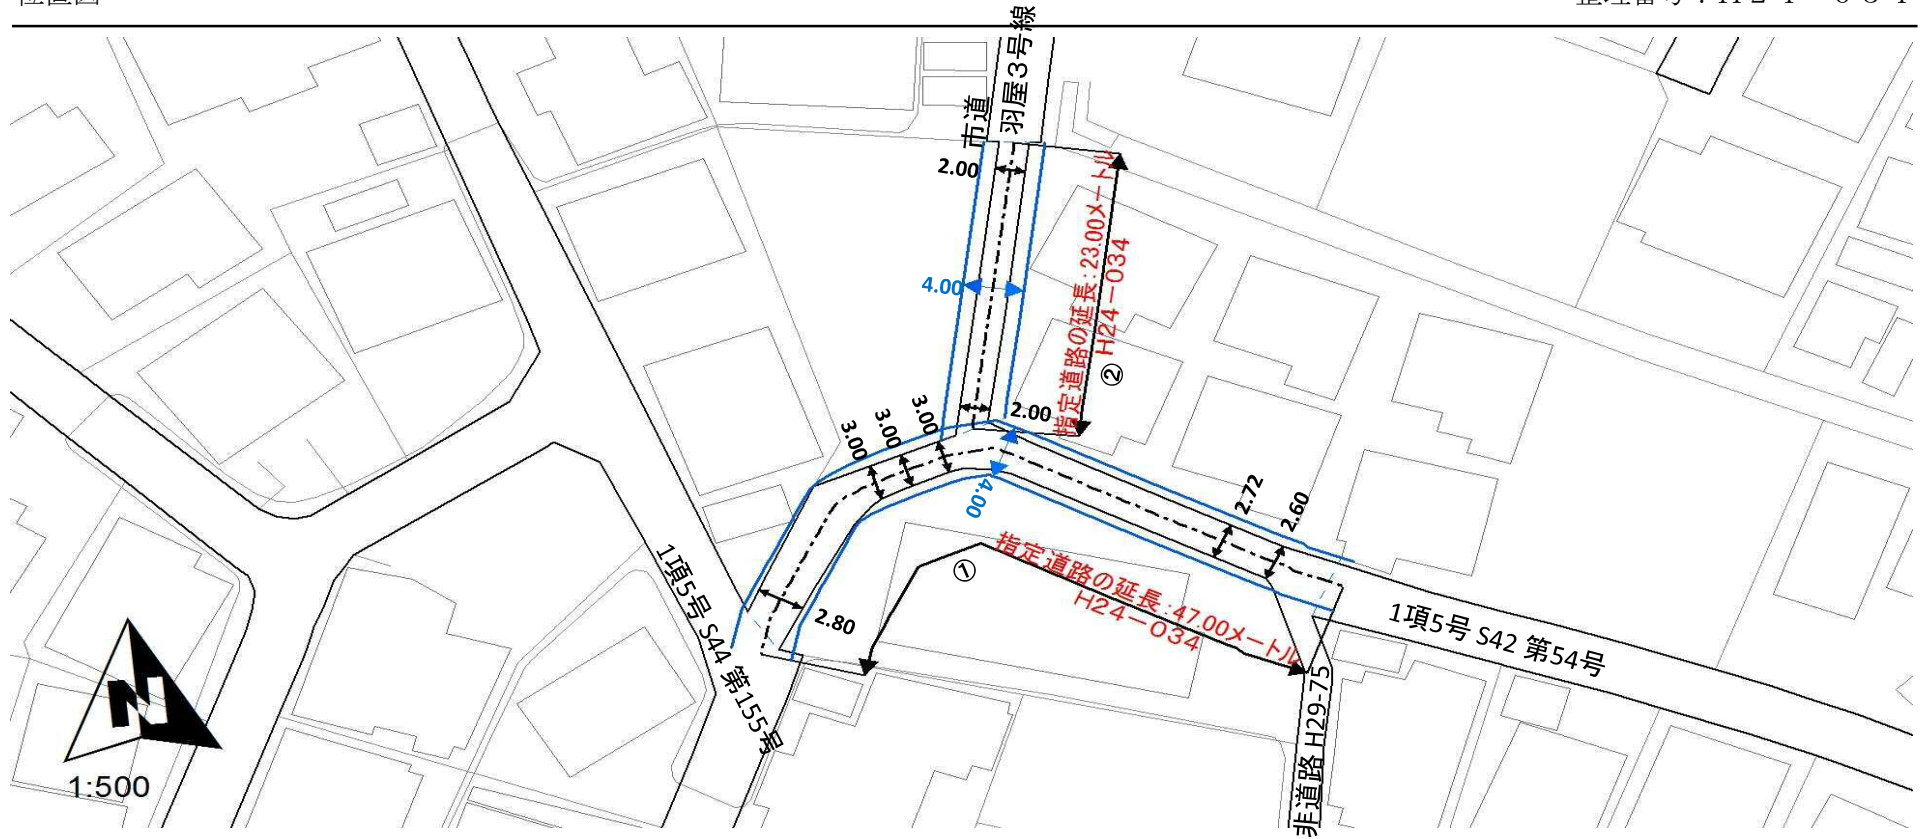 市道
羽屋3号線
2.00
4.00
指定道路の延長:23.00メートル
H24-034
②
2.00
3.00
3.00
3.00
4.00
2.72
2.60
①
指定道路の延長:47.00メートル
H24-034
2.80
1項5号 S44 第155号
1項5号 S42 第54号
非道路 H29-75
N
1:500